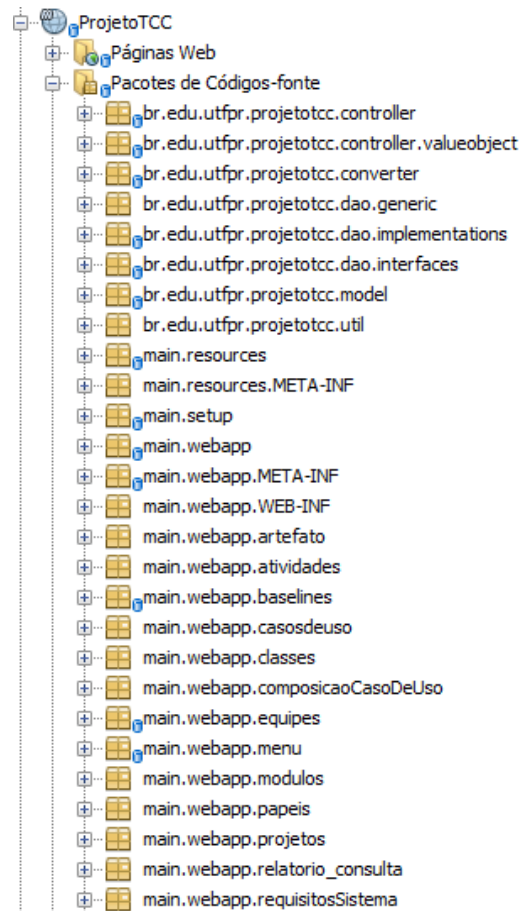 ProjetoTCC
Páginas Web
Pacotes de Códigos-fonte
br.edu.utfpr.projetotcc.controller
br.edu.utfpr.projetotcc.controller.valueobject
br.edu.utfpr.projetotcc.converter
br.edu.utfpr.projetotcc.dao.generic
br.edu.utfpr.projetotcc.dao.implementations
br.edu.utfpr.projetotcc.dao.interfaces
br.edu.utfpr.projetotcc.model
br.edu.utfpr.projetotcc.util
main.resources
main.resources.META-INF
main.setup
main.webapp
main.webapp.META-INF
main.webapp.WEB-INF
main.webapp.artefato
main.webapp.atividades
main.webapp.baselines
main.webapp.casosdeuso
main.webapp.classes
main.webapp.composicaoCasoDeUso
main.webapp.equipes
main.webapp.menu
main.webapp.modulos
main.webapp.papeis
main.webapp.projetos
main.webapp.relatorio_consulta
main.webapp.requisitosSistema